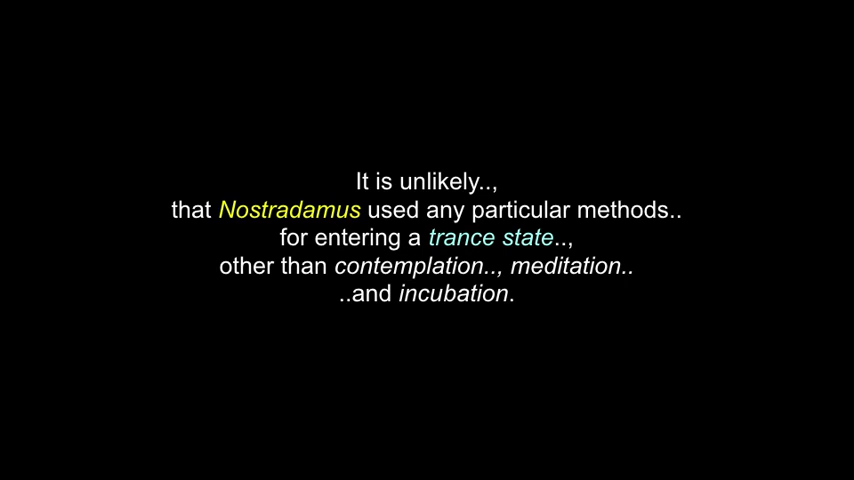 It is unlikely..,
that Nostradamus used any particular methods..
for entering a trance state..,
other than contemplation.., meditation..
..and incubation.